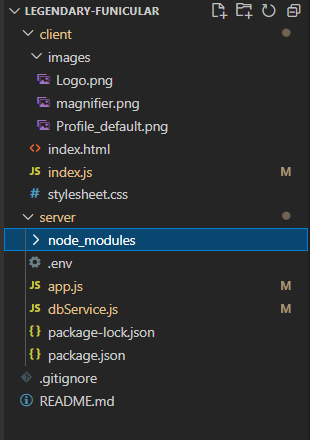 LEGENDARY-FUNICULAR
client
images
Logo.png
magnifier.png
Profile_default.png
index.html
JS index.js M
# stylesheet.css
server
node_modules
.env
JS app.js M
JS dbService.js M
{} package-lock.json
{} package.json
.gitignore
README.md